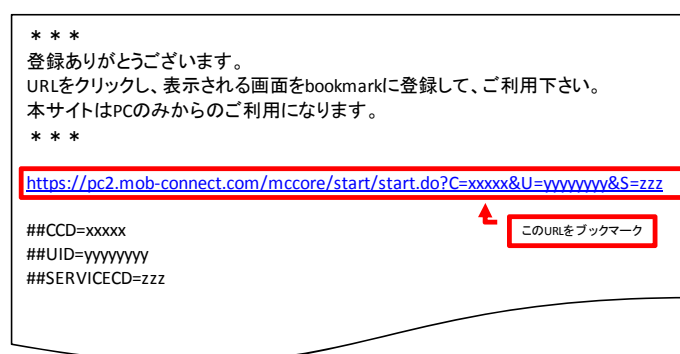 ＊＊＊
登録ありがとうございます。
URLをクリックし、表示される画面をbookmarkに登録して、ご利用下さい。
本サイトはPCのみからのご利用になります。
＊＊＊
https://pc2.mob-connect.com/mccore/start/start.do?C=xxxxx&U=yyyyyyyy&S=zzz
このURLをブックマーク
##CCD=xxxxx
##UID=yyyyyyyy
##SERVICECD=zzz